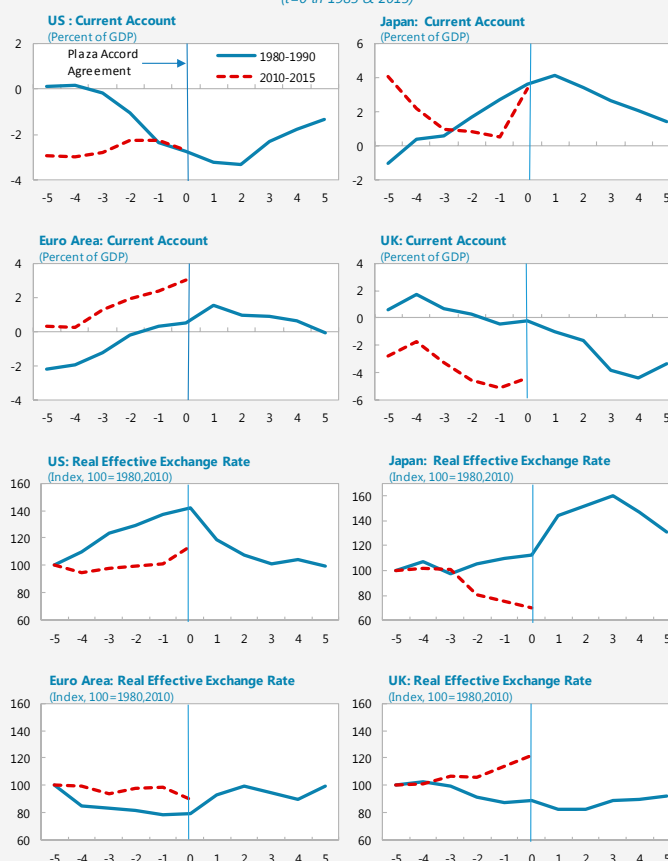 (t=0 in 1985 & 2015)
US : Current Account
(Percent of GDP)
2
0
-2
-4
Plaza Accord
Agreement
1980-1990
2010-2015
-5 -4 -3 -2 -1 0 1 2 3 4 5
Japan: Current Account
(Percent of GDP)
6
4
2
0
-2
-5 -4 -3 -2 -1 0 1 2 3 4 5
Euro Area: Current Account
(Percent of GDP)
4
2
0
-2
-4
-5 -4 -3 -2 -1 0 1 2 3 4 5
UK: Current Account
(Percent of GDP)
4
2
0
-2
-4
-6
-5 -4 -3 -2 -1 0 1 2 3 4 5
US: Real Effective Exchange Rate
(Index, 100=1980,2010)
160
140
120
100
80
60
-5 -4 -3 -2 -1 0 1 2 3 4 5
Japan: Real Effective Exchange Rate
(Index, 100=1980,2010)
160
140
120
100
80
60
-5 -4 -3 -2 -1 0 1 2 3 4 5
Euro Area: Real Effective Exchange Rate
(Index, 100=1980,2010)
160
140
120
100
80
60
-5 -4 -3 -2 -1 0 1 2 3 4 5
UK: Real Effective Exchange Rate
(Index, 100=1980,2010)
160
140
120
100
80
60
-5 -4 -3 -2 -1 0 1 2 3 4 5